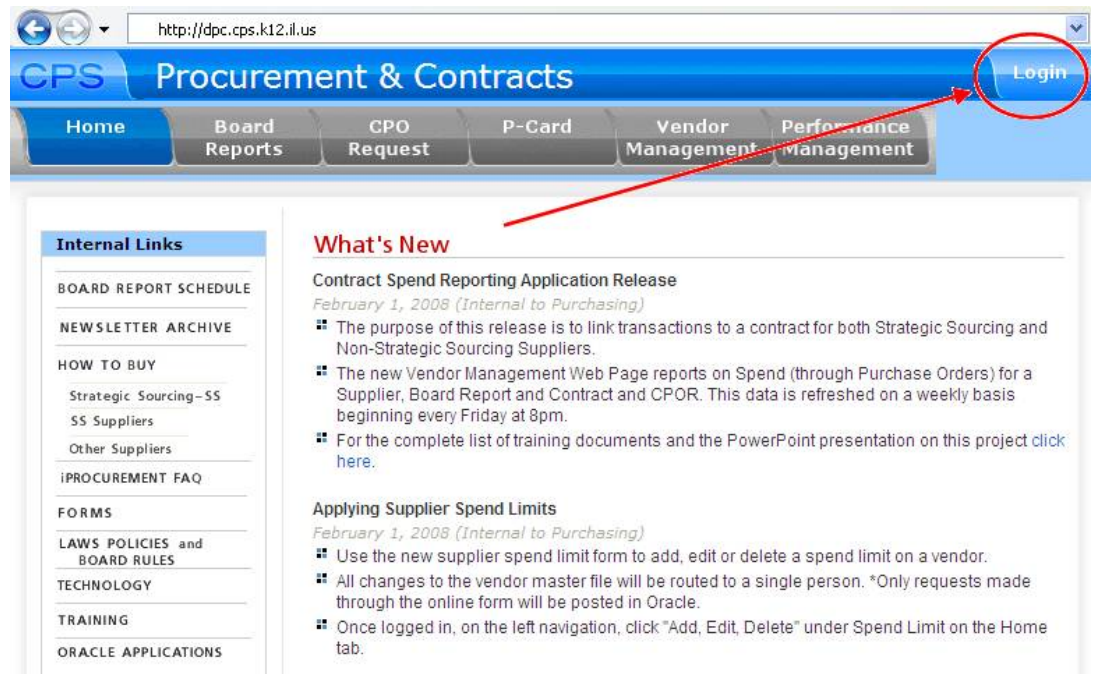 http://dpc.cps.k12.il.us
CPS Procurement & Contracts Login
Home Board Reports CPO Request P-Card Vendor Management Performance Management
Internal Links
BOARD REPORT SCHEDULE
NEWSLETTER ARCHIVE
HOW TO BUY
Strategic Sourcing-SS
SS Suppliers
Other Suppliers
iPROCUREMENT FAQ
FORMS
LAWS POLICIES and
BOARD RULES
TECHNOLOGY
TRAINING
ORACLE APPLICATIONS
What's New
Contract Spend Reporting Application Release
February 1, 2008 (Internal to Purchasing)
The purpose of this release is to link transactions to a contract for both Strategic Sourcing and
Non-Strategic Sourcing Suppliers.
The new Vendor Management Web Page reports on Spend (through Purchase Orders) for a
Supplier, Board Report and Contract and CPOR. This data is refreshed on a weekly basis
beginning every Friday at 8pm.
For the complete list of training documents and the PowerPoint presentation on this project click
here.
Applying Supplier Spend Limits
February 1, 2008 (Internal to Purchasing)
Use the new supplier spend limit form to add, edit or delete a spend limit on a vendor.
All changes to the vendor master file will be routed to a single person. *Only requests made
through the online form will be posted in Oracle.
Once logged in, on the left navigation, click "Add, Edit, Delete" under Spend Limit on the Home
tab.